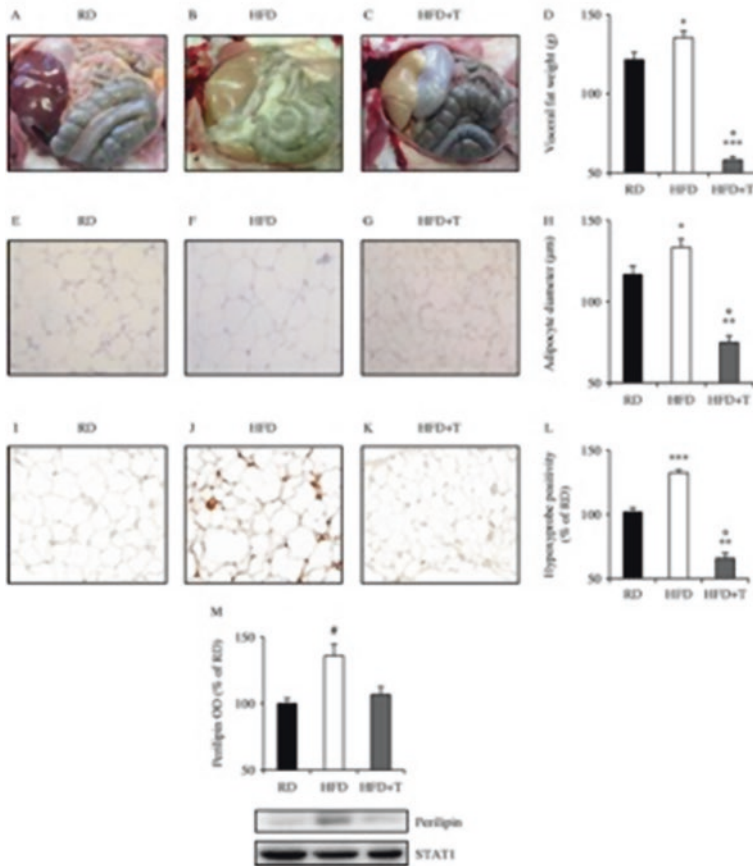 A RD
B HFD
C HFD+T
D
Visceral fat weight (g)
150
100
50
*
*
***
RD HFD HFD+T
E RD
F HFD
G HFD+T
H
Adipocyte diameter (μm)
150
100
50
*
*
**
RD HFD HFD+T
I RD
J HFD
K HFD+T
L
Hypoxyprobe positivity
(% of RD)
150
100
50
***
*
**
RD HFD HFD+T
M
Perilipin OD (% of RD)
150
100
50
#
RD HFD HFD+T
Perilipin
STAT1